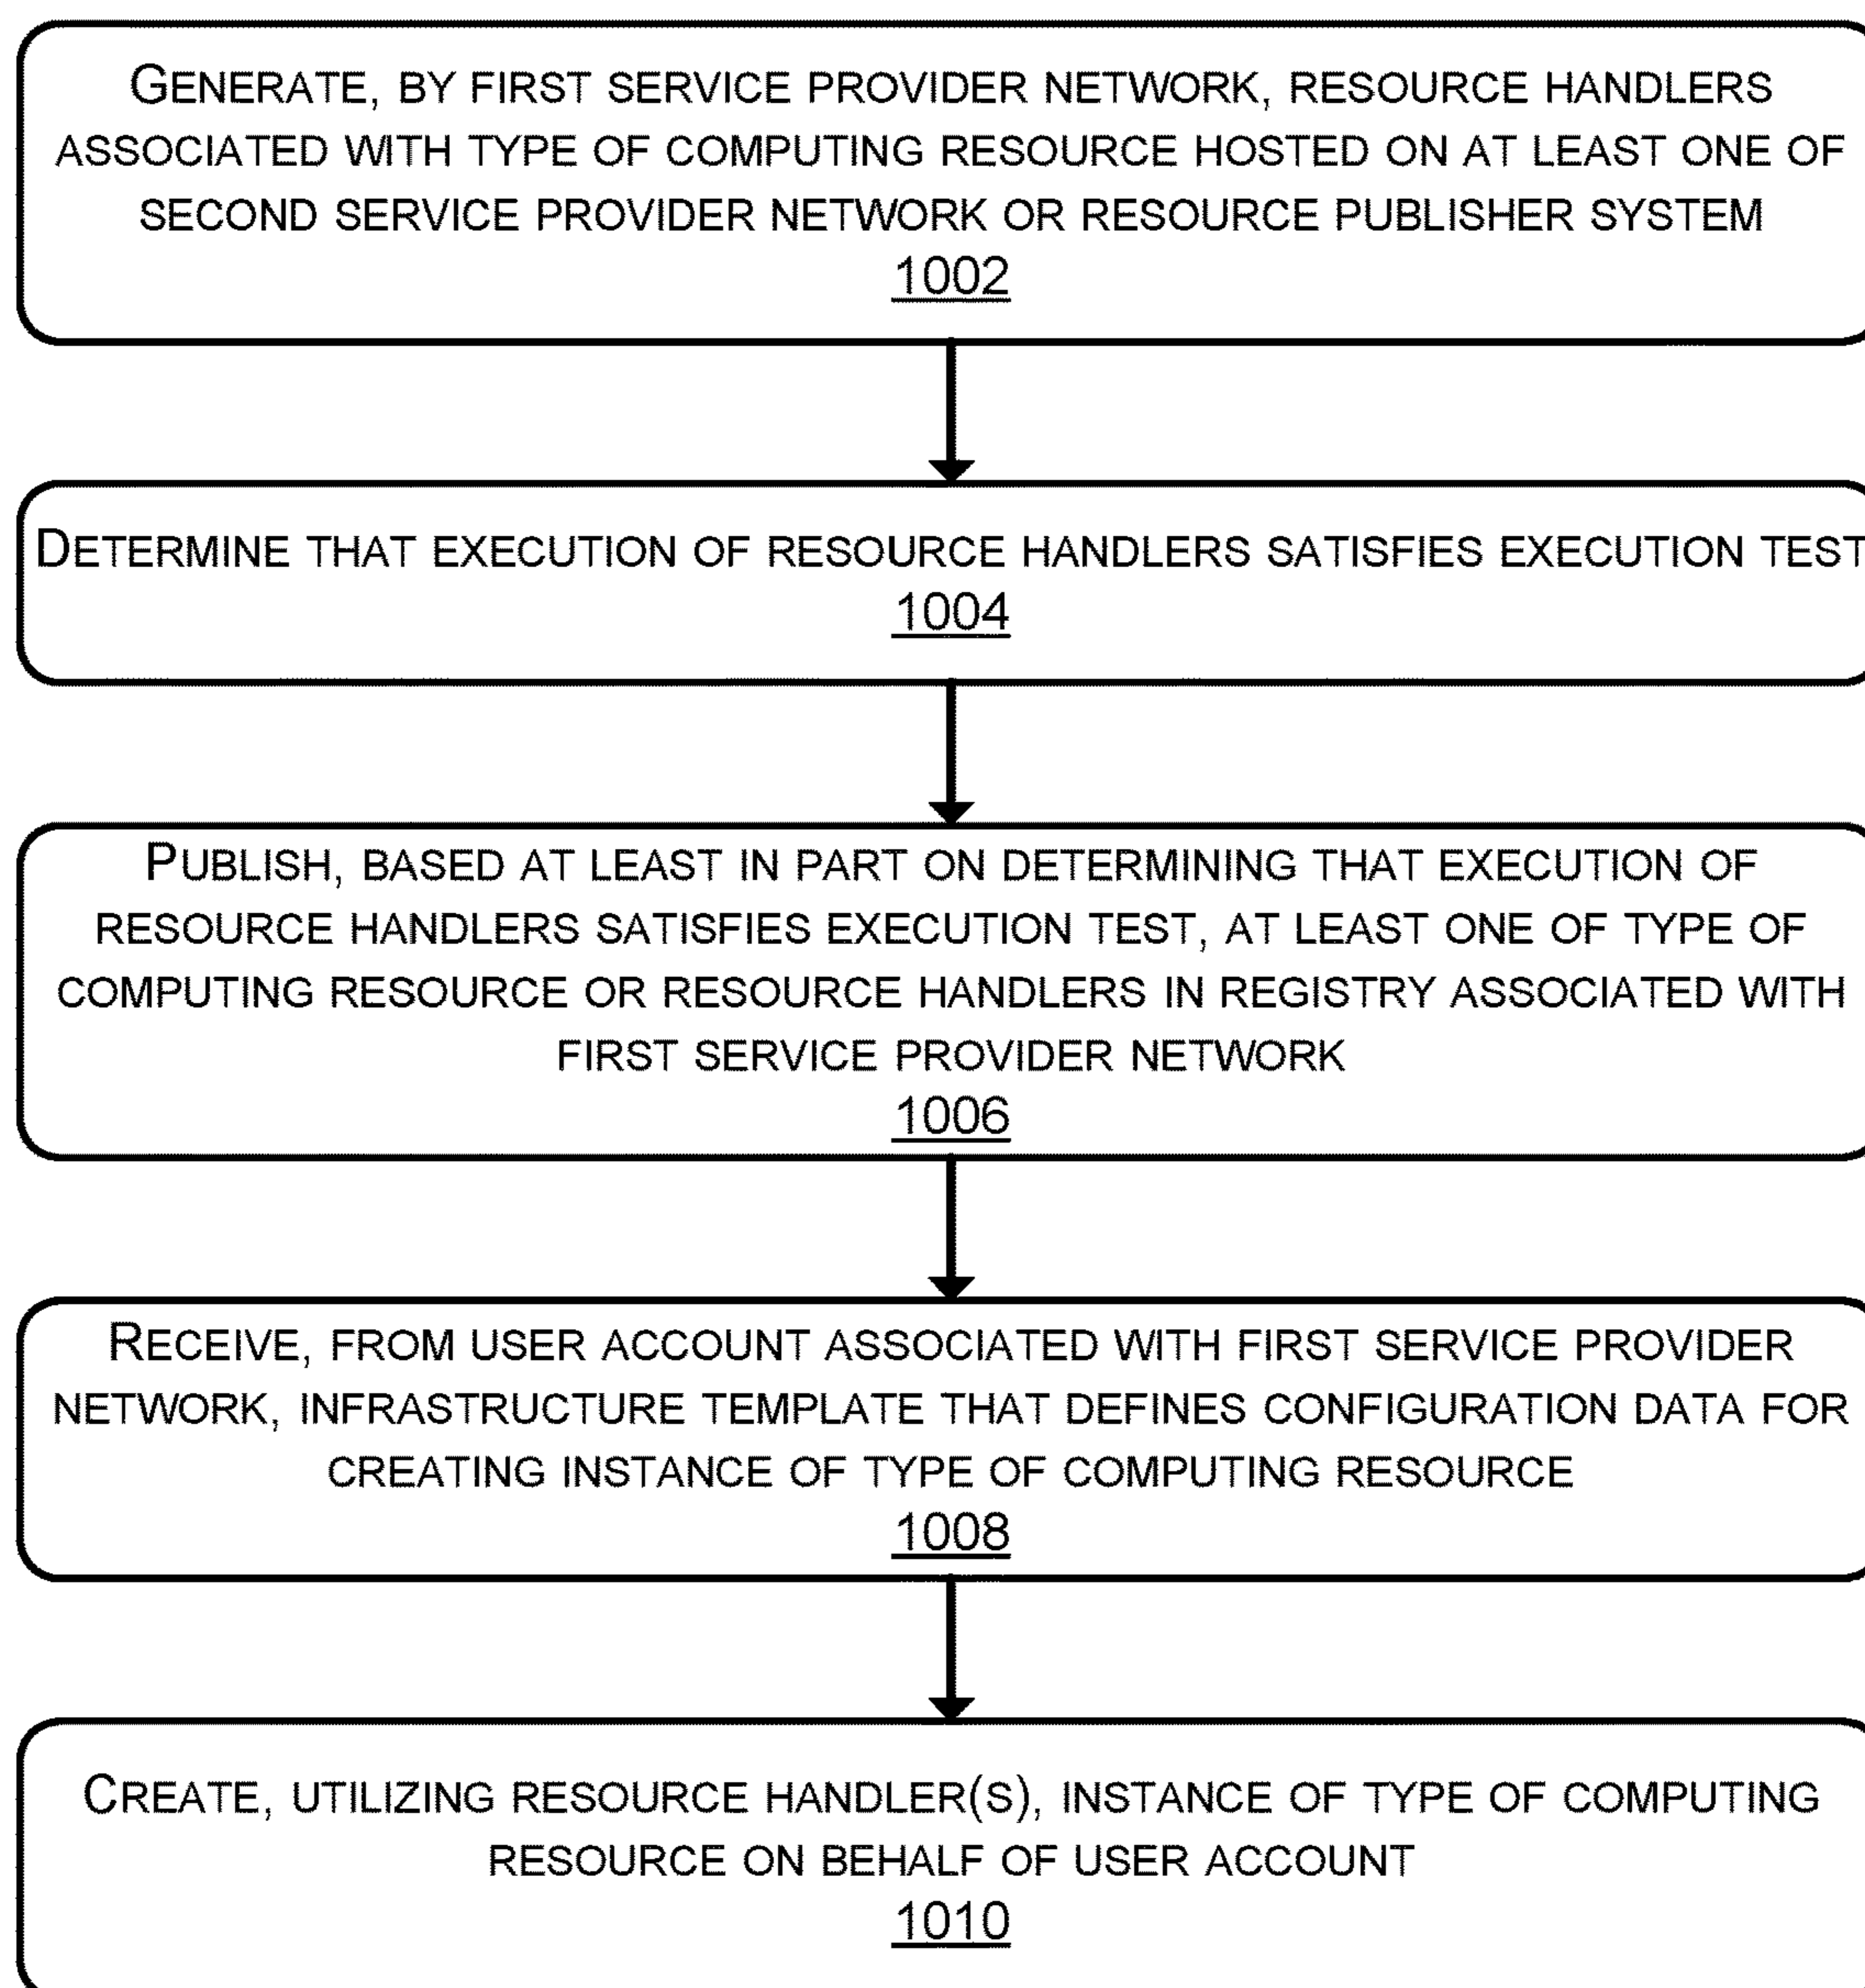 GENERATE, BY FIRST SERVICE PROVIDER NETWORK, RESOURCE HANDLERS
ASSOCIATED WITH TYPE OF COMPUTING RESOURCE HOSTED ON AT LEAST ONE OF
SECOND SERVICE PROVIDER NETWORK OR RESOURCE PUBLISHER SYSTEM
1002
DETERMINE THAT EXECUTION OF RESOURCE HANDLERS SATISFIES EXECUTION TEST
1004
PUBLISH, BASED AT LEAST IN PART ON DETERMINING THAT EXECUTION OF
RESOURCE HANDLERS SATISFIES EXECUTION TEST, AT LEAST ONE OF TYPE OF
COMPUTING RESOURCE OR RESOURCE HANDLERS IN REGISTRY ASSOCIATED WITH
FIRST SERVICE PROVIDER NETWORK
1006
RECEIVE, FROM USER ACCOUNT ASSOCIATED WITH FIRST SERVICE PROVIDER
NETWORK, INFRASTRUCTURE TEMPLATE THAT DEFINES CONFIGURATION DATA FOR
CREATING INSTANCE OF TYPE OF COMPUTING RESOURCE
1008
CREATE, UTILIZING RESOURCE HANDLER(S), INSTANCE OF TYPE OF COMPUTING
RESOURCE ON BEHALF OF USER ACCOUNT
1010